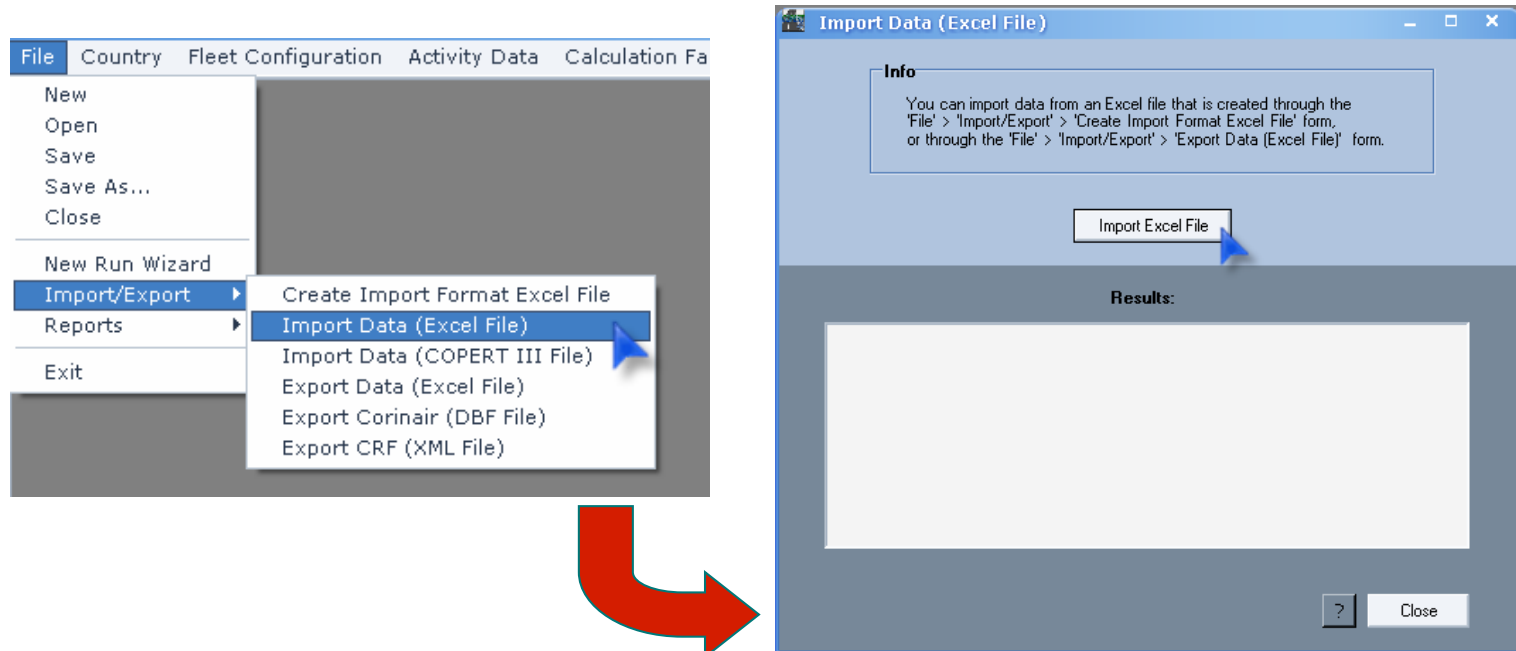 File Country Fleet Configuration Activity Data Calculation Fa
New
Open
Save
Save As...
Close
New Run Wizard
Import/Export
Reports
Exit
Create Import Format Excel File
Import Data (Excel File)
Import Data (COPERT III File)
Export Data (Excel File)
Export Corinair (DBF File)
Export CRF (XML File)
Import Data (Excel File)
Info
You can import data from an Excel file that is created through the
'File' > 'Import/Export' > 'Create Import Format Excel File' form,
or through the 'File' > 'Import/Export' > 'Export Data (Excel File)' form.
Import Excel File
Results:
?
Close